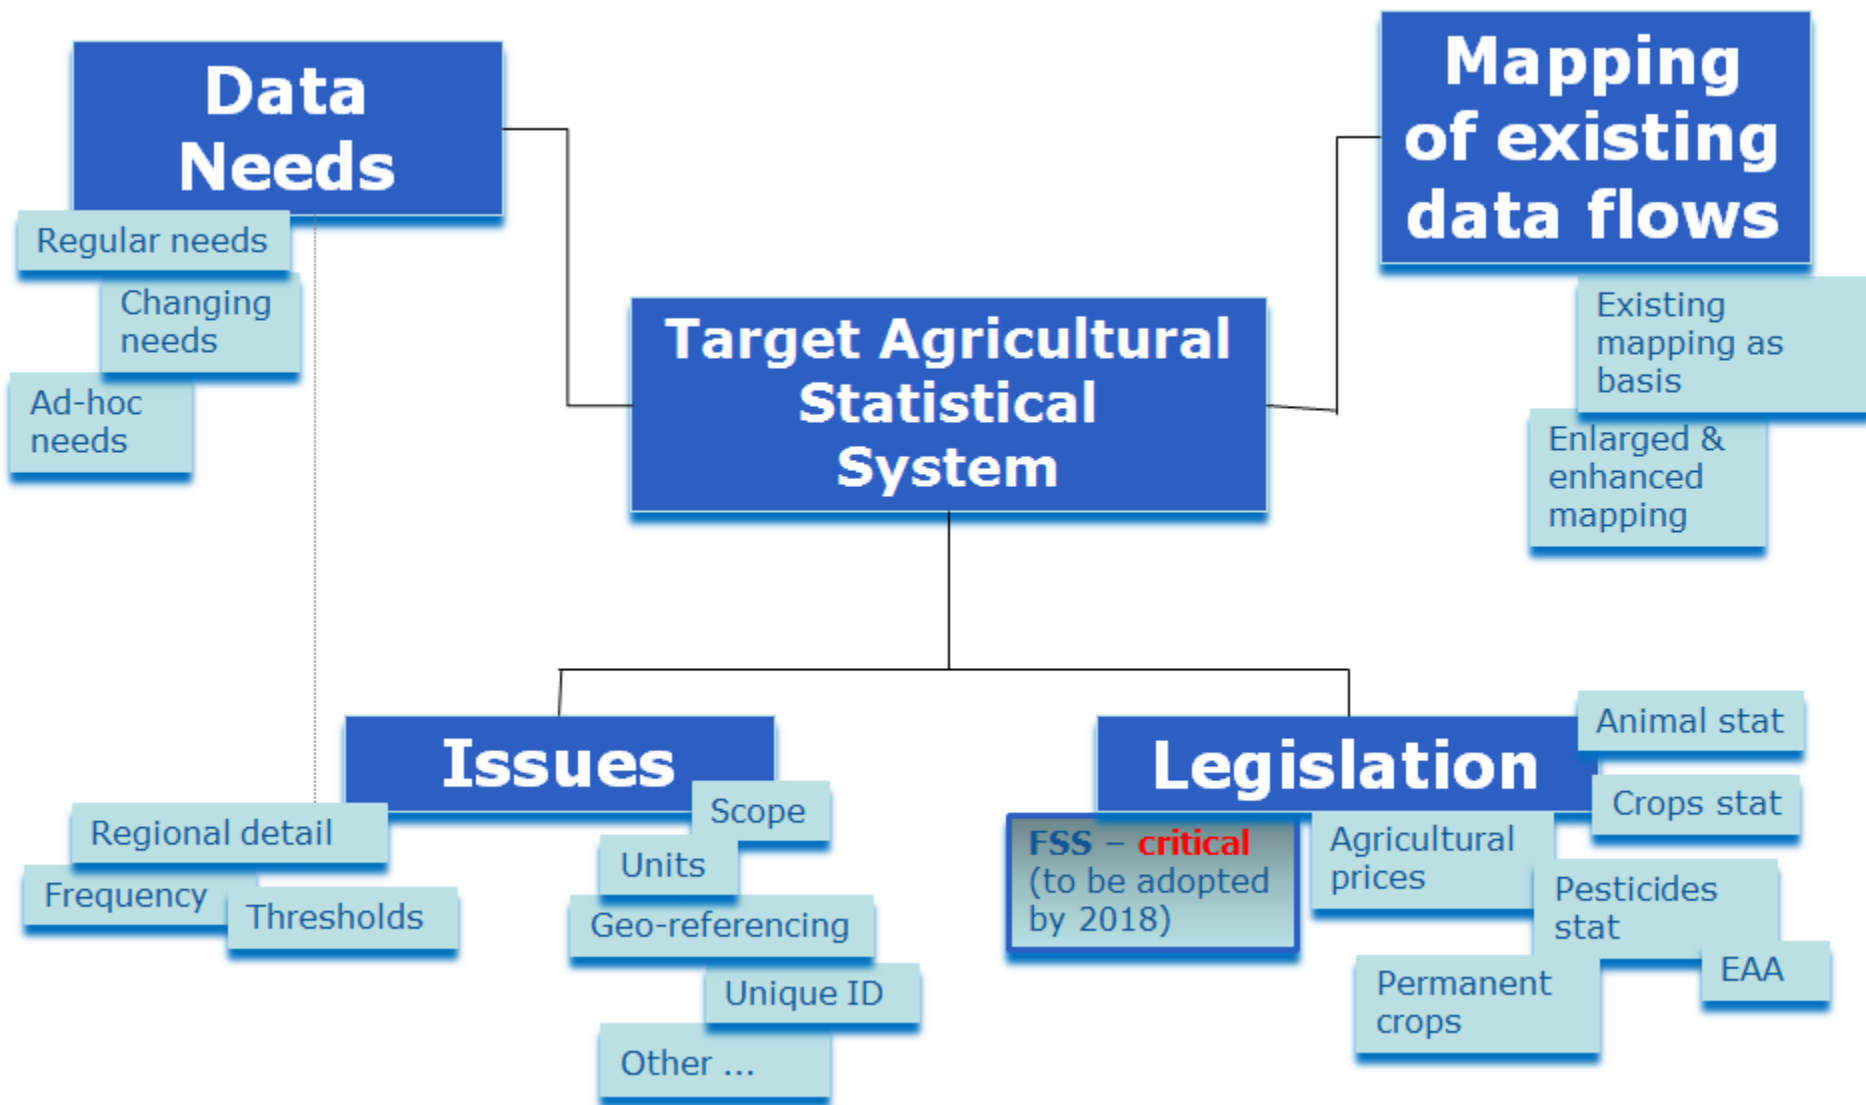 Data
Needs
Regular needs
Changing
needs
Ad-hoc
needs
Mapping
of existing
data flows
Existing
mapping as
basis
Enlarged &
enhanced
mapping
Target Agricultural
Statistical
System
Issues
Regional detail
Frequency
Thresholds
Scope
Units
Geo-referencing
Unique ID
Other ...
Legislation
Animal stat
Crops stat
FSS – critical
(to be adopted
by 2018)
Agricultural
prices
Pesticides
stat
EAA
Permanent
crops